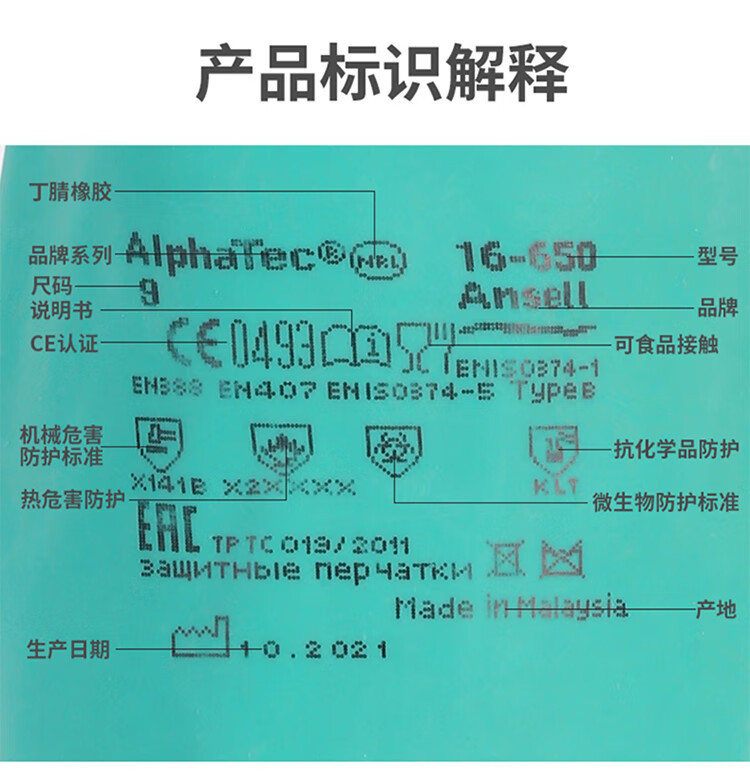 产品标识解释
丁腈橡胶
品牌系列
AlphaTec® MRL
16-650
型号
尺码
9
Ansell
品牌
说明书
CE认证
CE 0493
i
可食品接触
EN ISO374-1
EN388 EN407 EN ISO374-5 Type B
机械危害
防护标准
抗化学品防护
X141B X2XXXX
KLT
热危害防护
微生物防护标准
EAC TP TC 019/2011
защитные перчатки
Made in Malaysia
产地
生产日期
10.2021